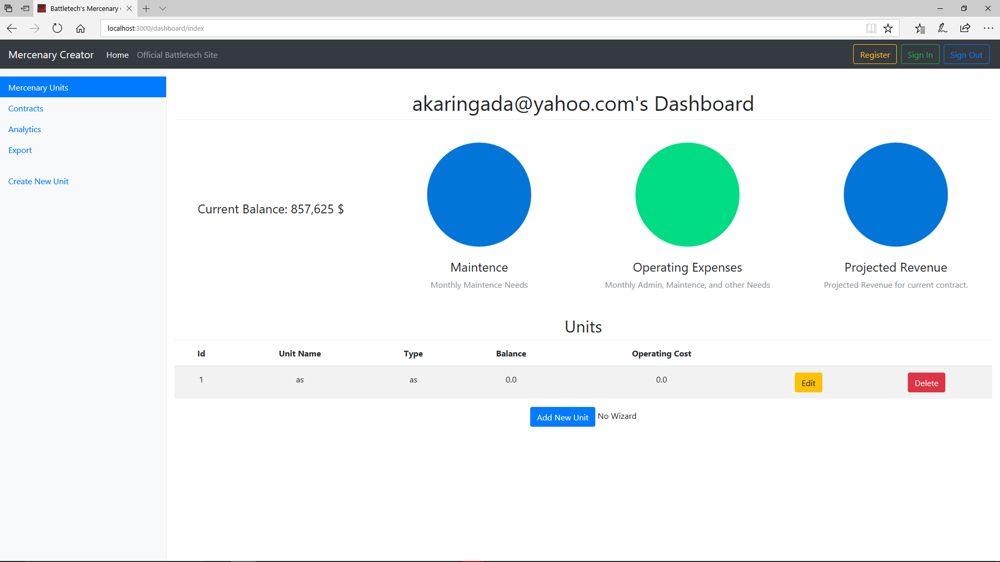 Battletech's Mercenary
localhost:3000/dashboard/index
Mercenary Creator Home Official Battletech Site Register Sign In Sign Out
Mercenary Units
Contracts
Analytics
Export
Create New Unit
akaringada@yahoo.com's Dashboard
Current Balance: 857,625 $
Maintence
Monthly Maintence Needs
Operating Expenses
Monthly Admin, Maintence, and other Needs
Projected Revenue
Projected Revenue for current contract.
Units
Id Unit Name Type Balance Operating Cost
1 as as 0.0 0.0 Edit Delete
Add New Unit No Wizard